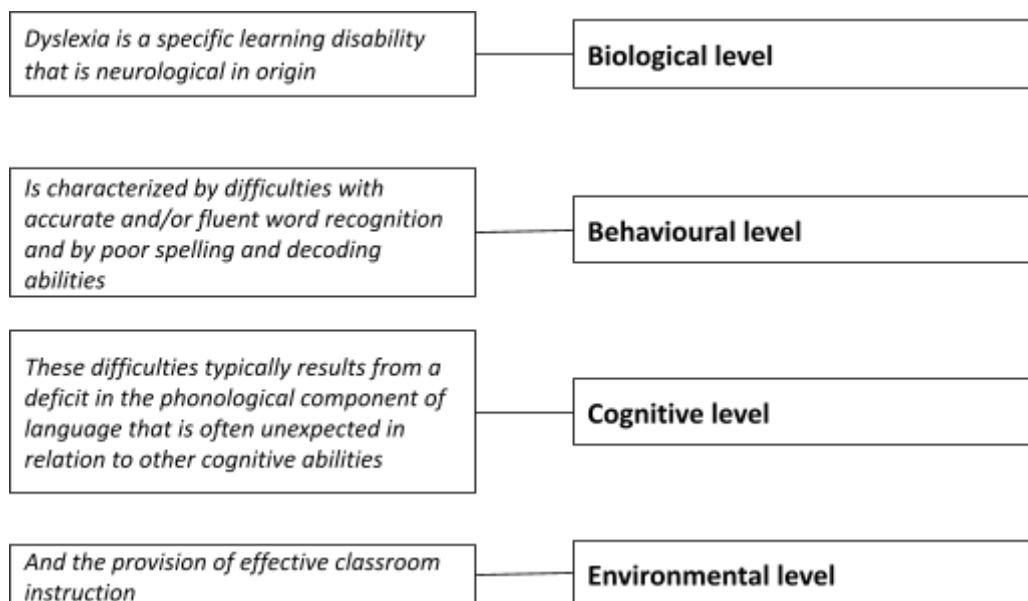 Dyslexia is a specific learning disability
that is neurological in origin
Biological level
Is characterized by difficulties with
accurate and/or fluent word recognition
and by poor spelling and decoding
abilities
Behavioural level
These difficulties typically results from a
deficit in the phonological component of
language that is often unexpected in
relation to other cognitive abilities
Cognitive level
And the provision of effective classroom
instruction
Environmental level